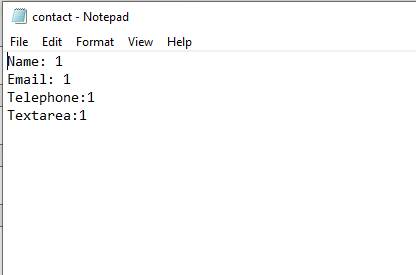 contact - Notepad
File Edit Format View Help
Name: 1
Email: 1
Telephone:1
Textarea:1